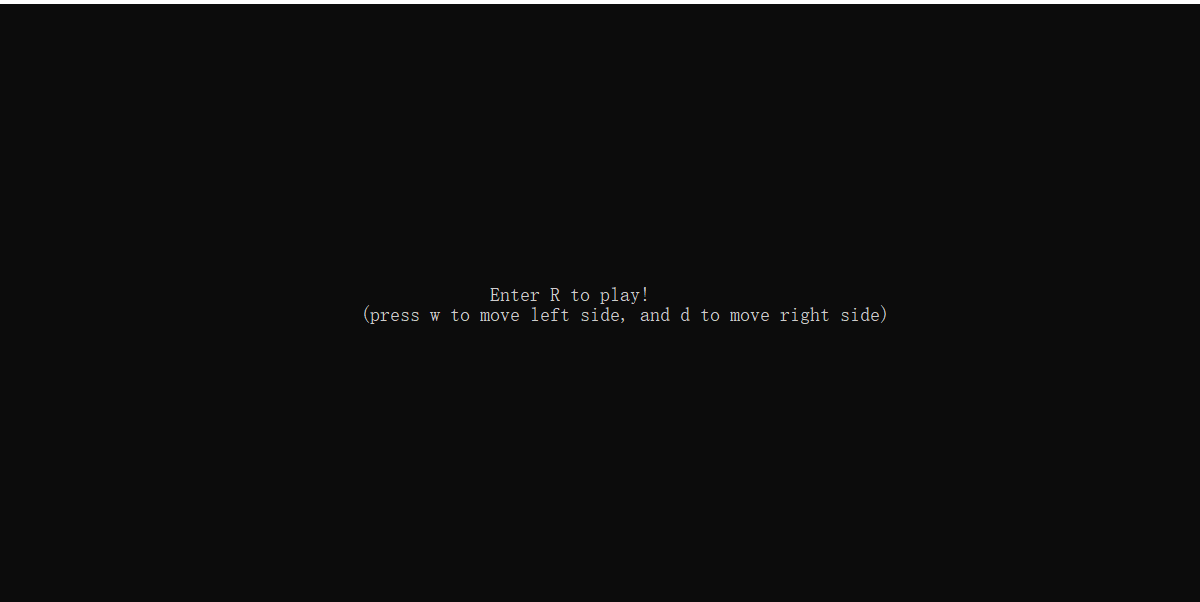 Enter R to play!
(press w to move left side, and d to move right side)